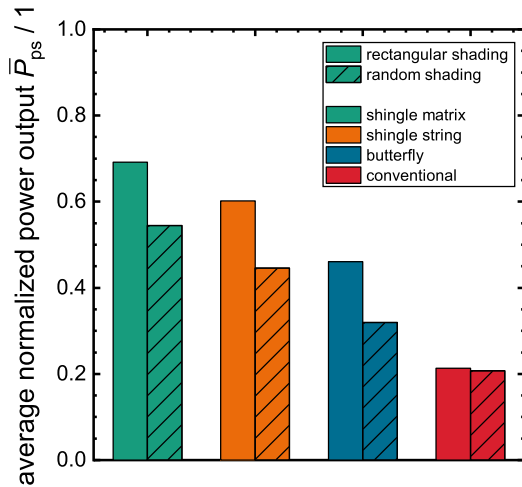 average normalized power output P̅ps / 1
1.0
0.8
0.6
0.4
0.2
0.0
rectangular shading
random shading
shingle matrix
shingle string
butterfly
conventional